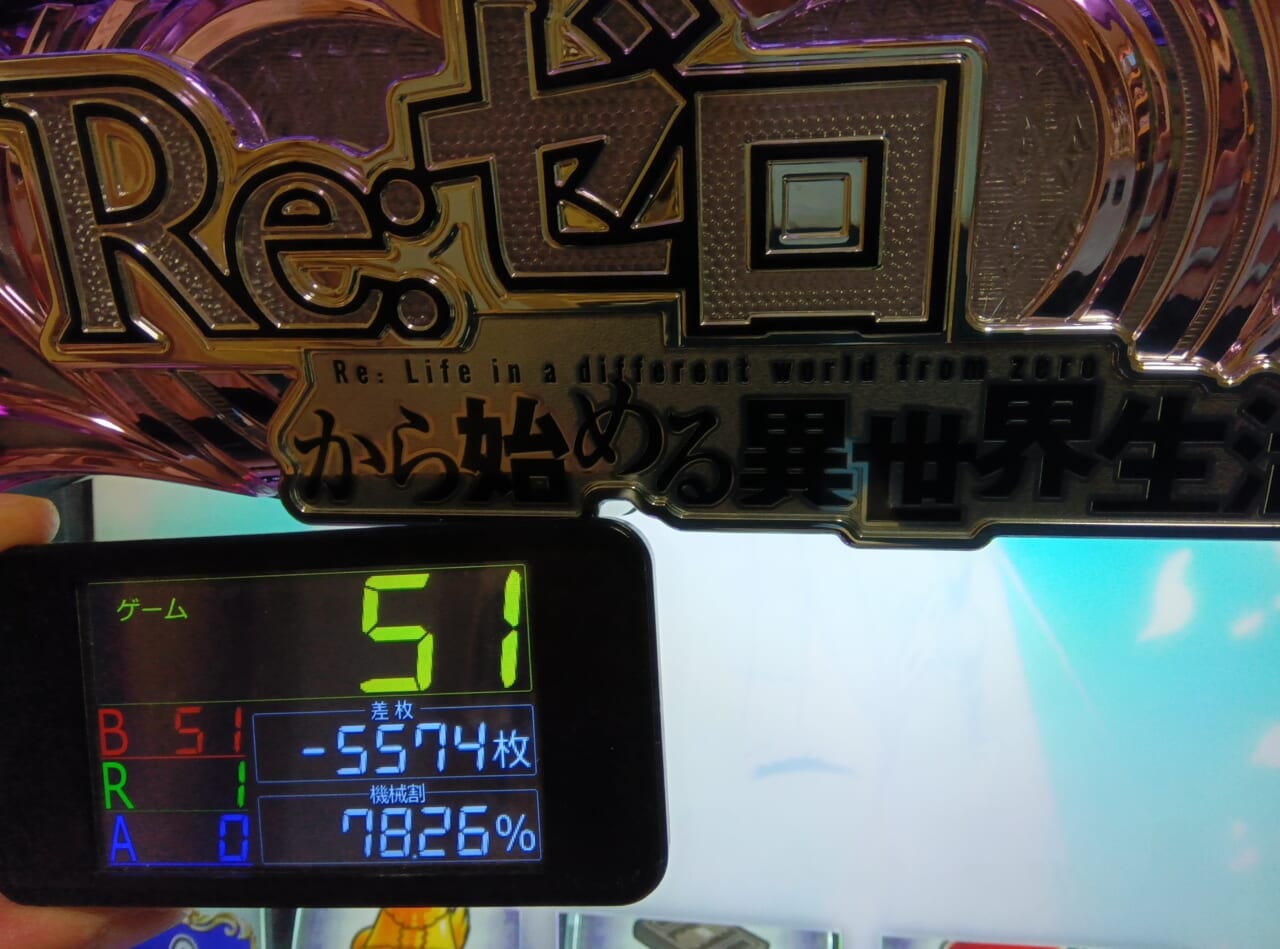 Re:ゼロ
Re: Life in a different world from zero
から始める異世界生活
ゲーム 51
B 51
差枚
-5574枚
R 1
機械割
78.26%
A 0